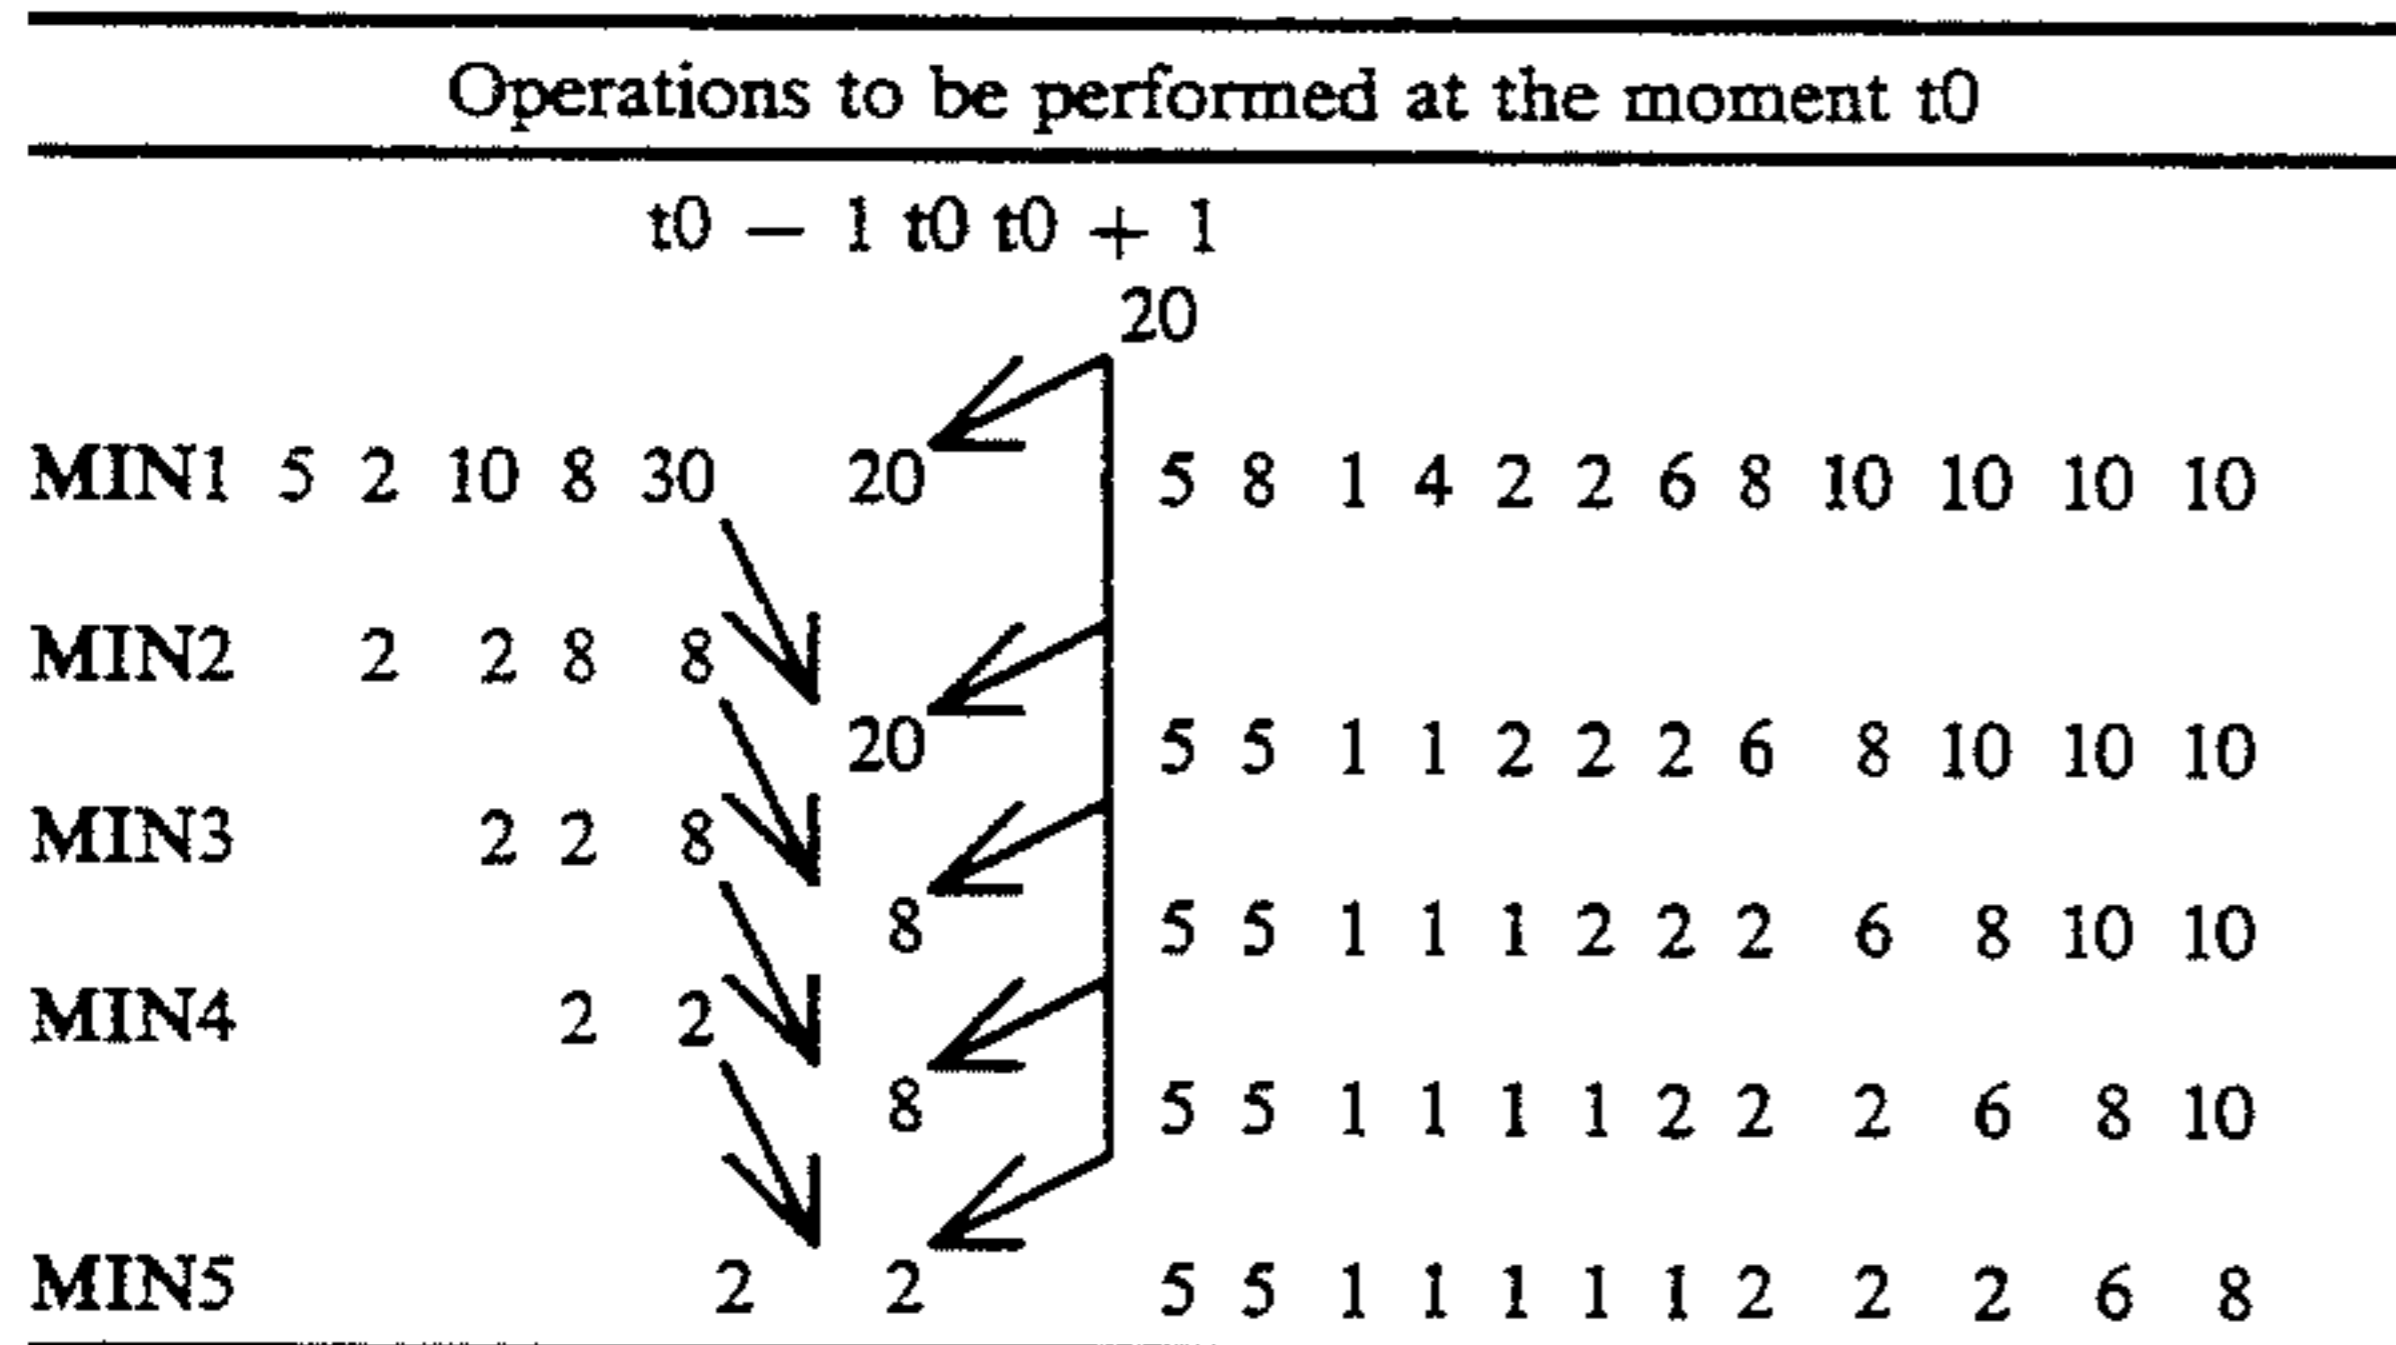 Operations to be performed at the moment t0
t0 − 1 t0 t0 + 1
20
MIN1 5 2 10 8 30 20 5 8 1 4 2 2 6 8 10 10 10 10
MIN2 2 2 8 8
20 5 5 1 1 2 2 2 6 8 10 10 10
MIN3 2 2 8
8 5 5 1 1 1 2 2 2 6 8 10 10
MIN4 2 2
8 5 5 1 1 1 1 2 2 2 6 8 10
MIN5 2 2 5 5 1 1 1 1 1 2 2 2 6 8